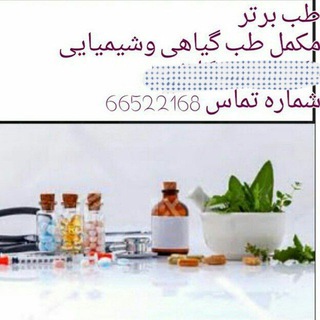 طب برتر
مکمل طب گیاهی وشیمیایی
شماره تماس 66522168